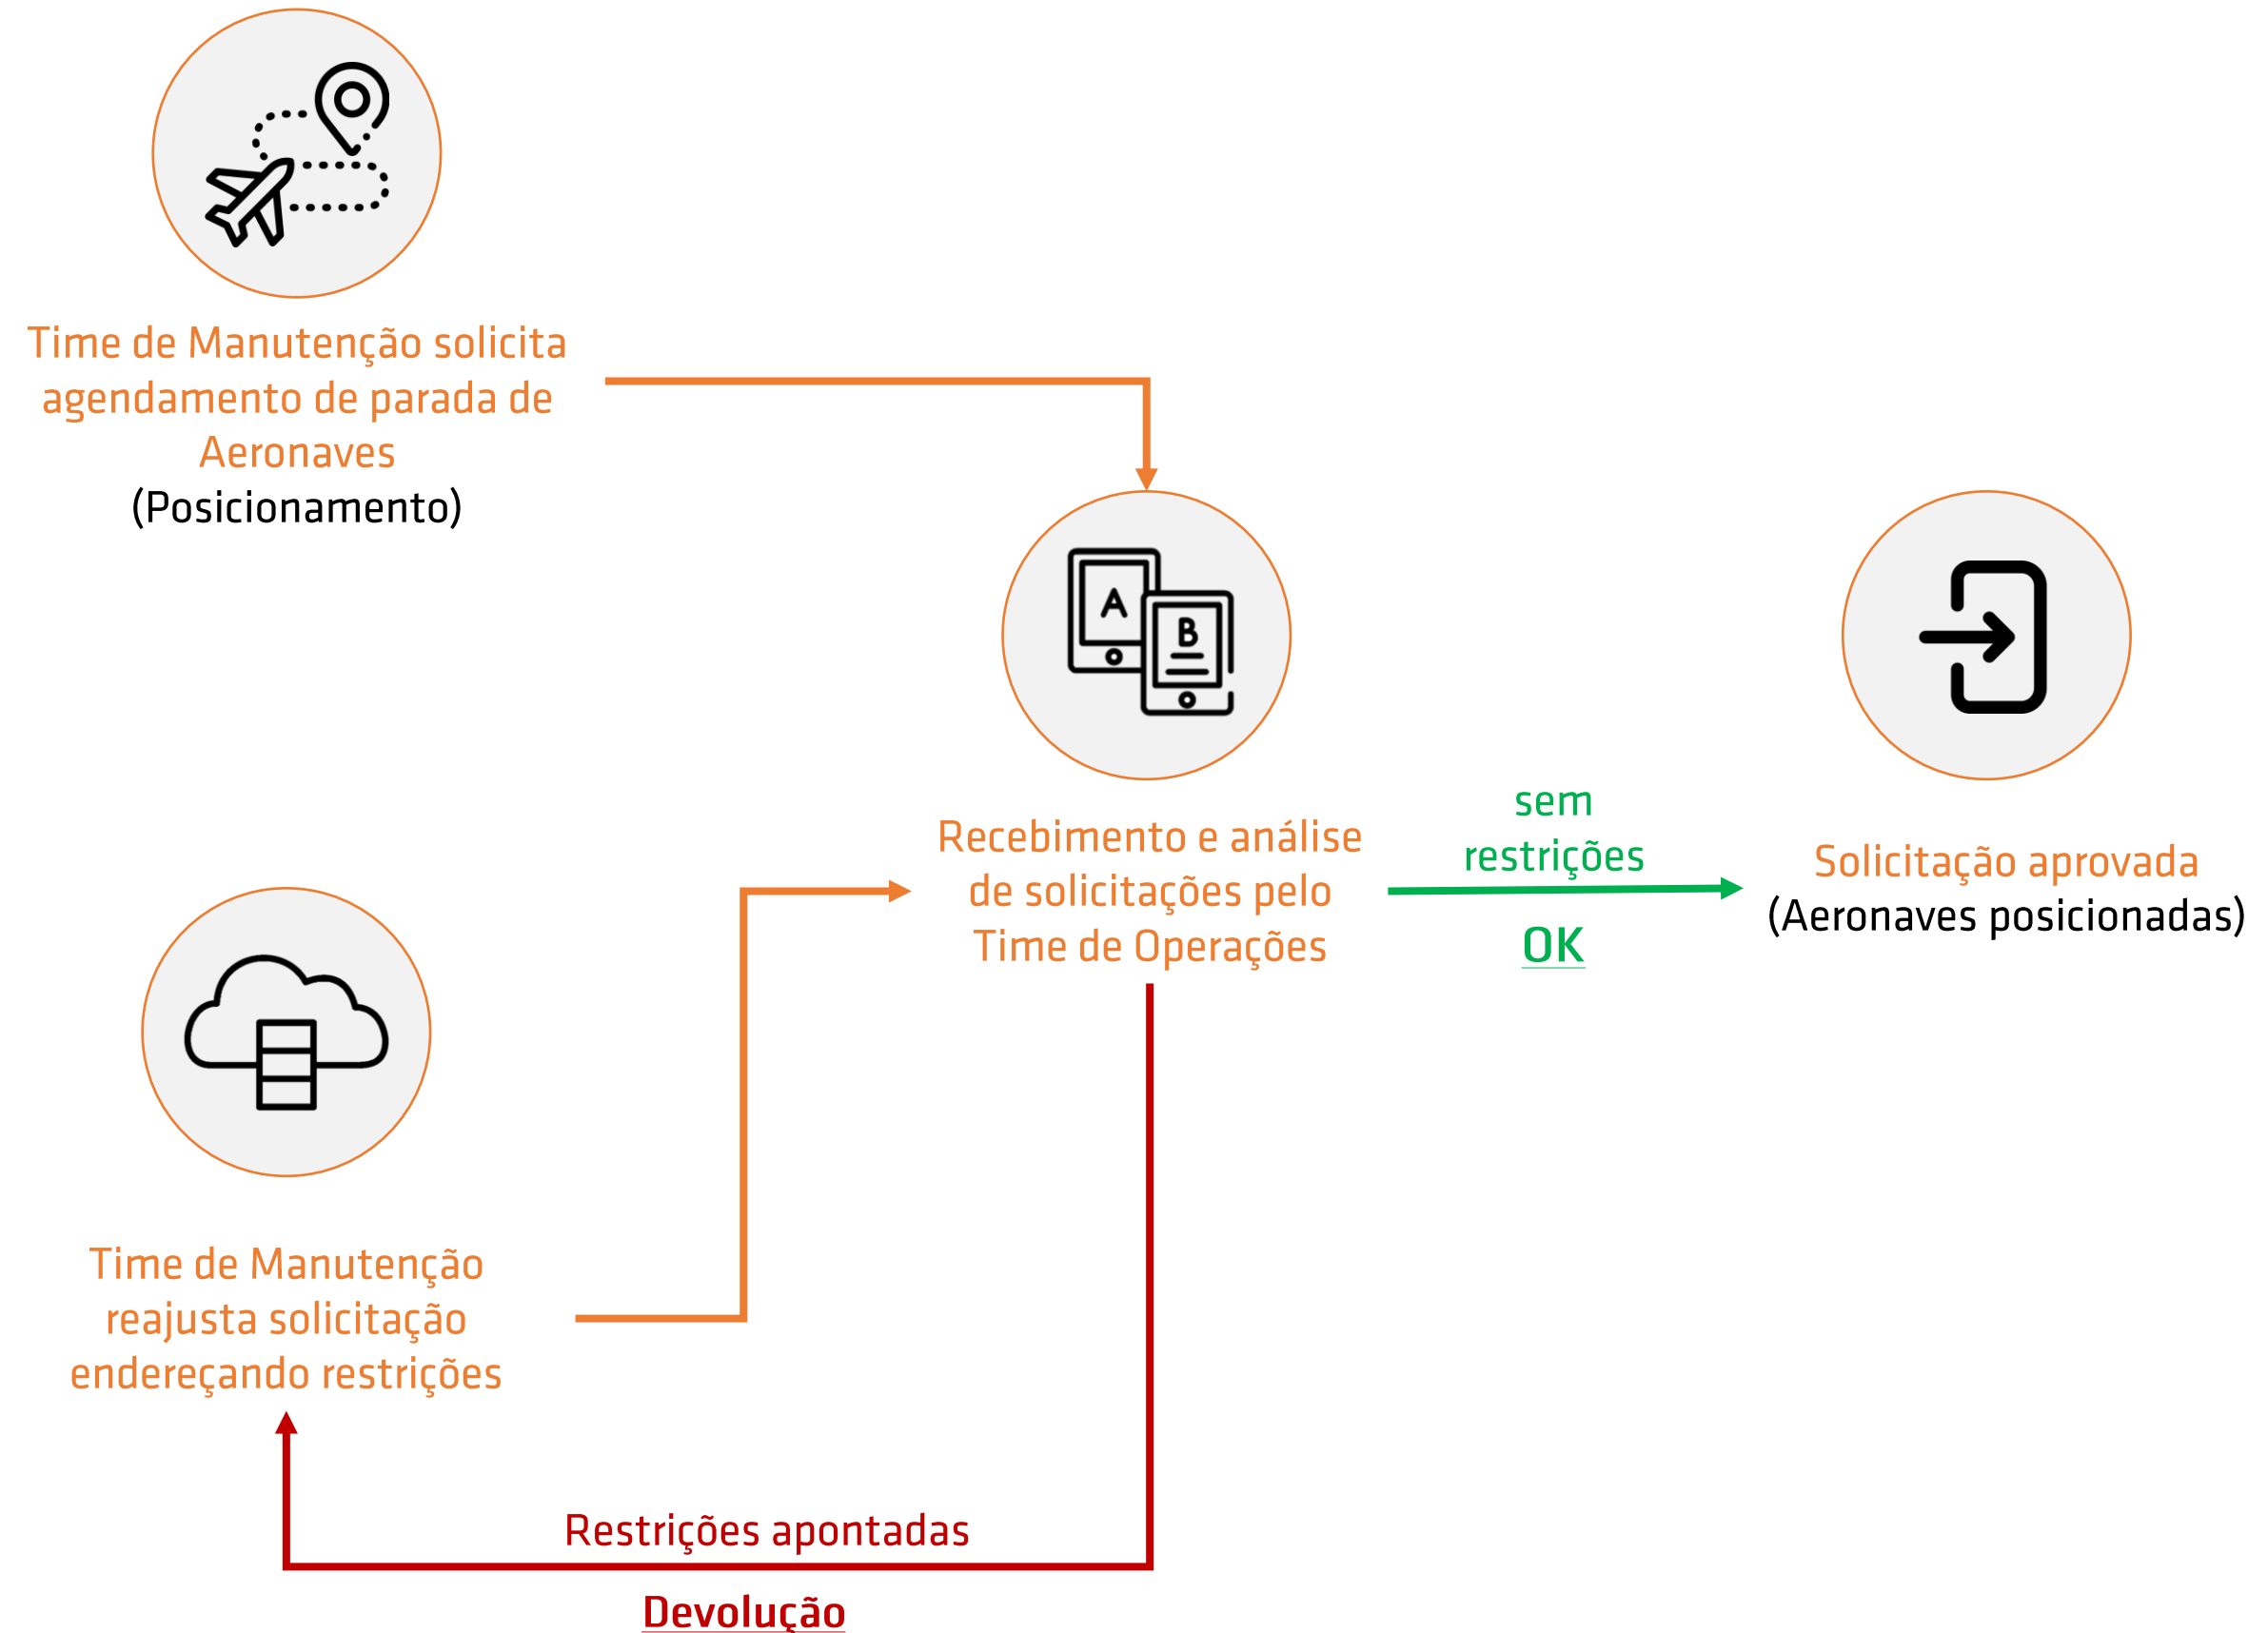 Time de Manutenção solicita
agendamento de parada de
Aeronaves
(Posicionamento)
A
B
Recebimento e análise
de solicitações pelo
Time de Operações
sem
restrições
OK
Solicitação aprovada
(Aeronaves posicionadas)
Time de Manutenção
reajusta solicitação
endereçando restrições
Restrições apontadas
Devolução